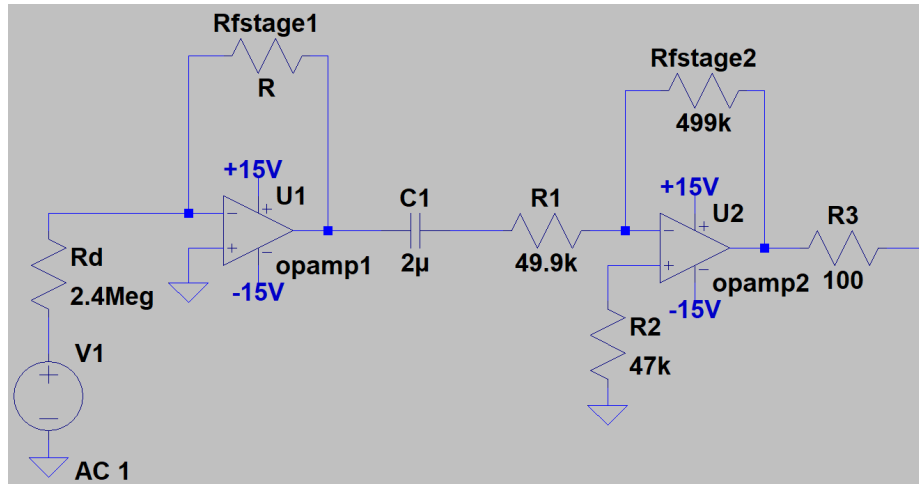 Rfstage1
R
Rfstage2
499k
+15V
U1
C1
R1
+15V
U2
R3
Rd
2.4Meg
opamp1
2µ
49.9k
opamp2
100
-15V
-15V
R2
47k
V1
AC 1